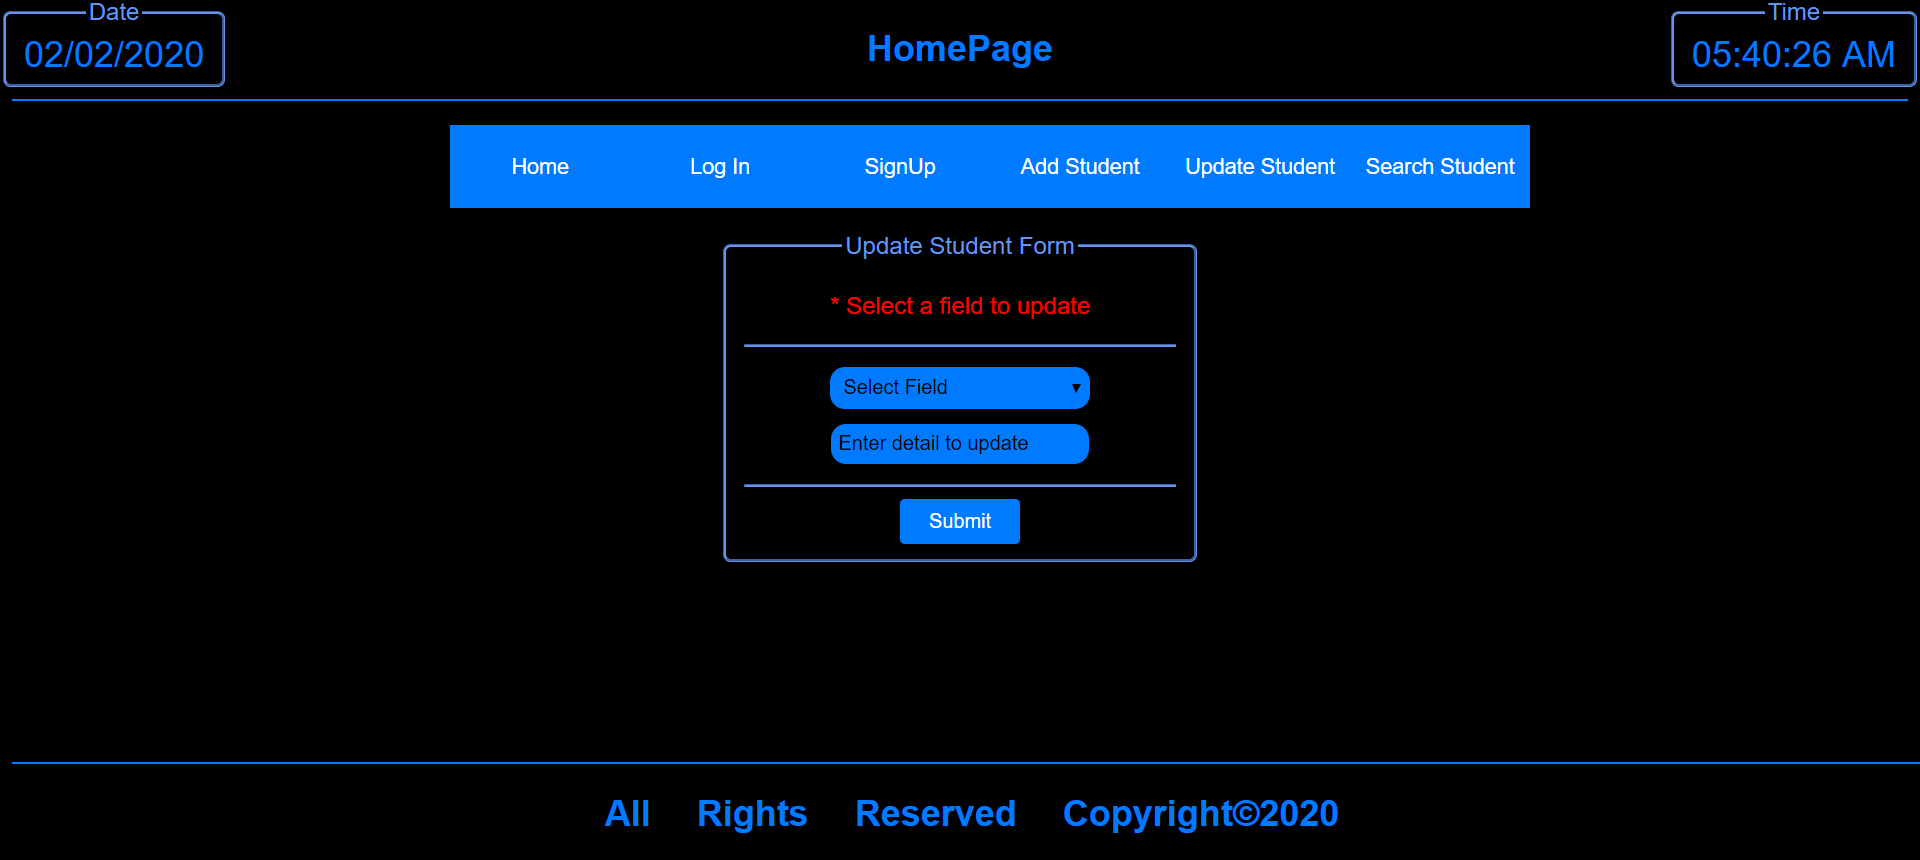 Date
Time
02/02/2020
HomePage
05:40:26 AM
Home Log In SignUp Add Student Update Student Search Student
Update Student Form
* Select a field to update
Select Field
Enter detail to update
Submit
All Rights Reserved Copyright©2020